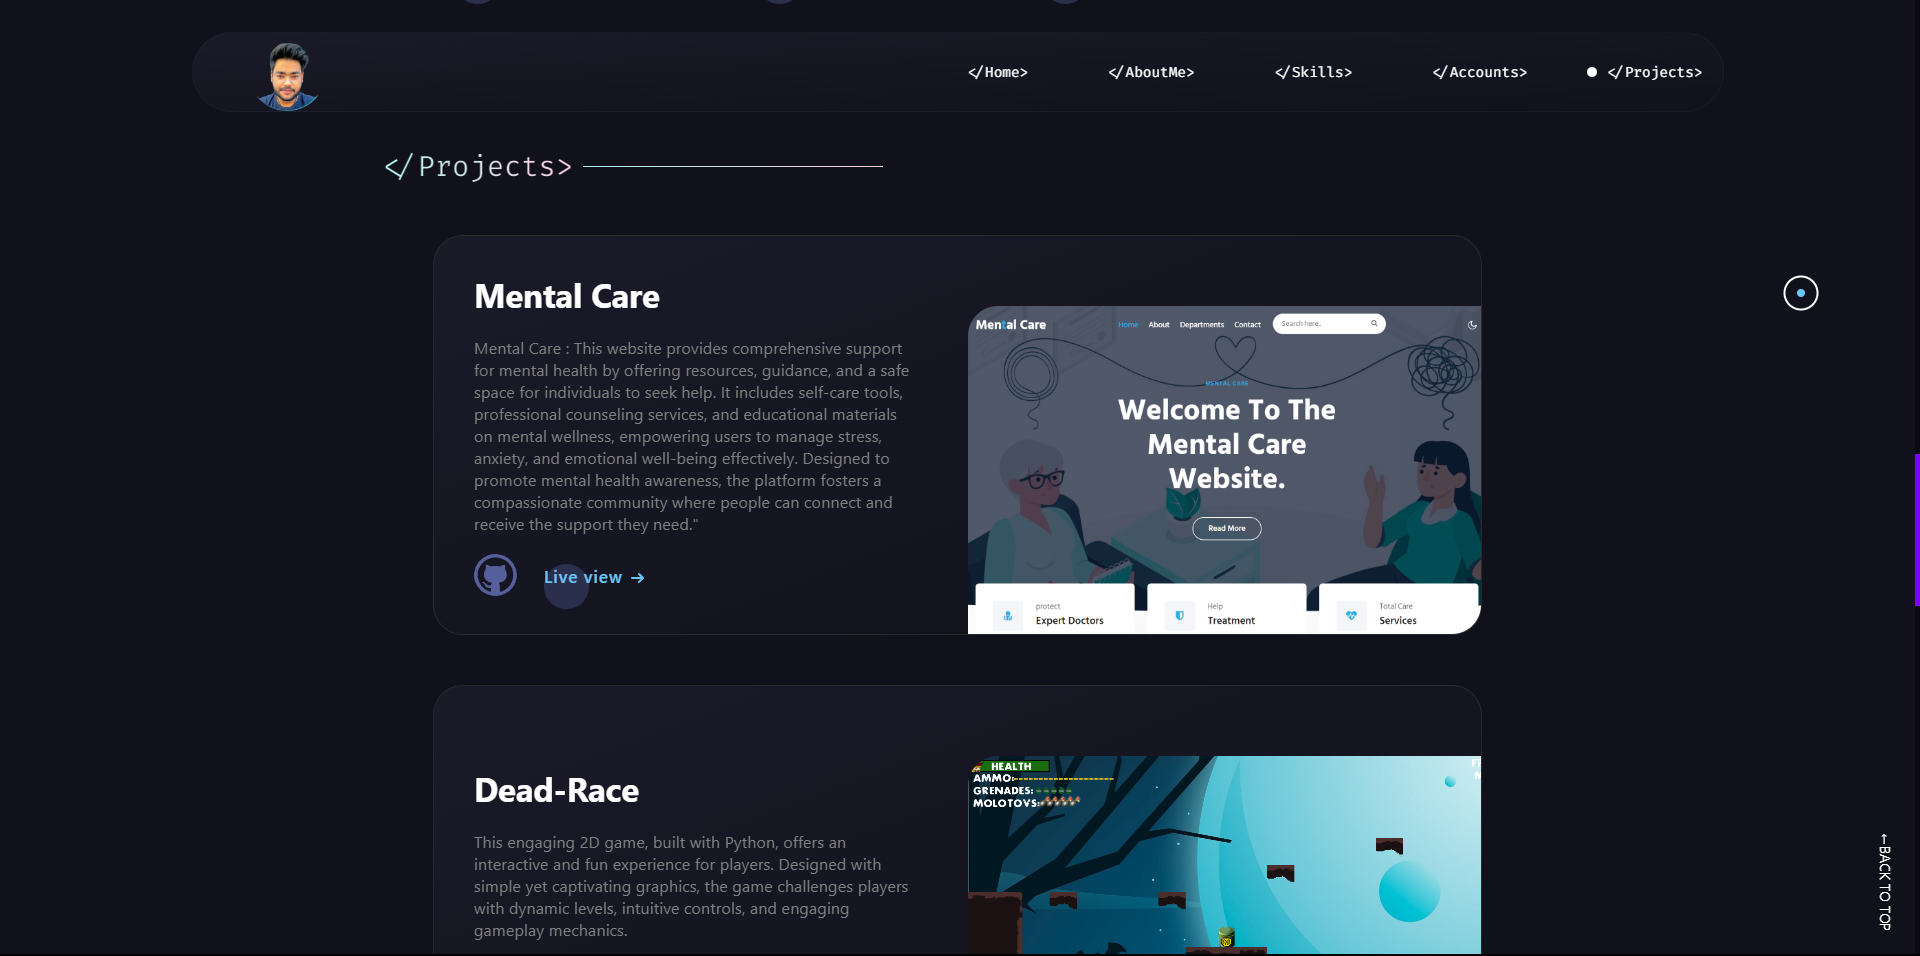 </Home>
</AboutMe>
</Skills>
</Accounts>
</Projects>
</Projects>
Mental Care
Mental Care : This website provides comprehensive support
for mental health by offering resources, guidance, and a safe
space for individuals to seek help. It includes self-care tools,
professional counseling services, and educational materials
on mental wellness, empowering users to manage stress,
anxiety, and emotional well-being effectively. Designed to
promote mental health awareness, the platform fosters a
compassionate community where people can connect and
receive the support they need."
Live view →
Mental Care
Home
About
Departments
Contact
Search here..
MENTAL CARE
Welcome To The
Mental Care
Website.
Read More
protect
Expert Doctors
Help
Treatment
Total Care
Services
Dead-Race
This engaging 2D game, built with Python, offers an
interactive and fun experience for players. Designed with
simple yet captivating graphics, the game challenges players
with dynamic levels, intuitive controls, and engaging
gameplay mechanics.
HEALTH
AMMO:
GRENADES:
MOLOTOVS:
←BACK TO TOP